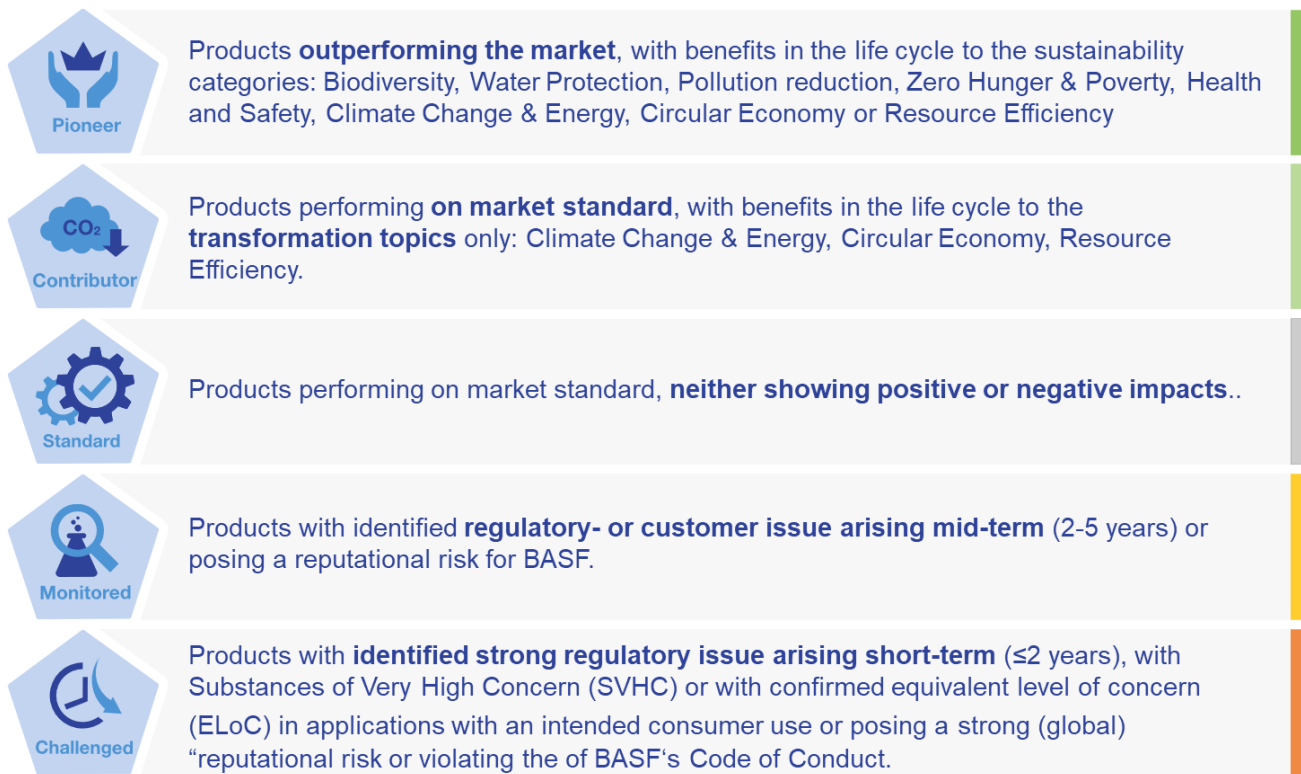 Products outperforming the market, with benefits in the life cycle to the sustainability
categories: Biodiversity, Water Protection, Pollution reduction, Zero Hunger & Poverty, Health
and Safety, Climate Change & Energy, Circular Economy or Resource Efficiency
Pioneer
Products performing on market standard, with benefits in the life cycle to the
transformation topics only: Climate Change & Energy, Circular Economy, Resource
Efficiency.
CO₂
Contributor
Products performing on market standard, neither showing positive or negative impacts..
Standard
Products with identified regulatory- or customer issue arising mid-term (2-5 years) or
posing a reputational risk for BASF.
Monitored
Products with identified strong regulatory issue arising short-term (≤2 years), with
Substances of Very High Concern (SVHC) or with confirmed equivalent level of concern
(ELoC) in applications with an intended consumer use or posing a strong (global)
“reputational risk or violating the of BASF‘s Code of Conduct.
Challenged